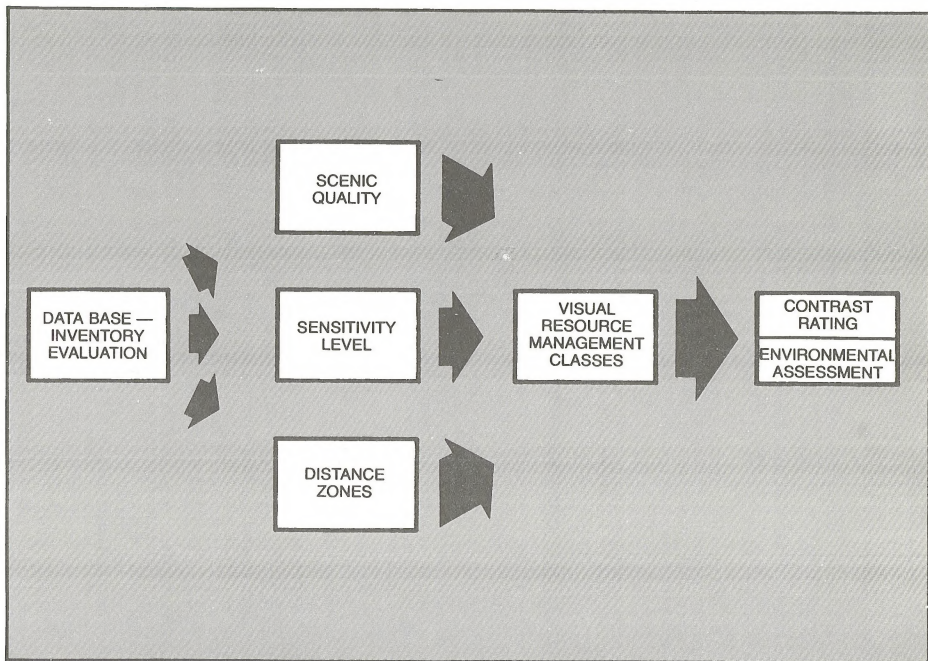 SCENIC
QUALITY
DATA BASE —
INVENTORY
EVALUATION
SENSITIVITY
LEVEL
VISUAL
RESOURCE
MANAGEMENT
CLASSES
CONTRAST
RATING
ENVIRONMENTAL
ASSESSMENT
DISTANCE
ZONES